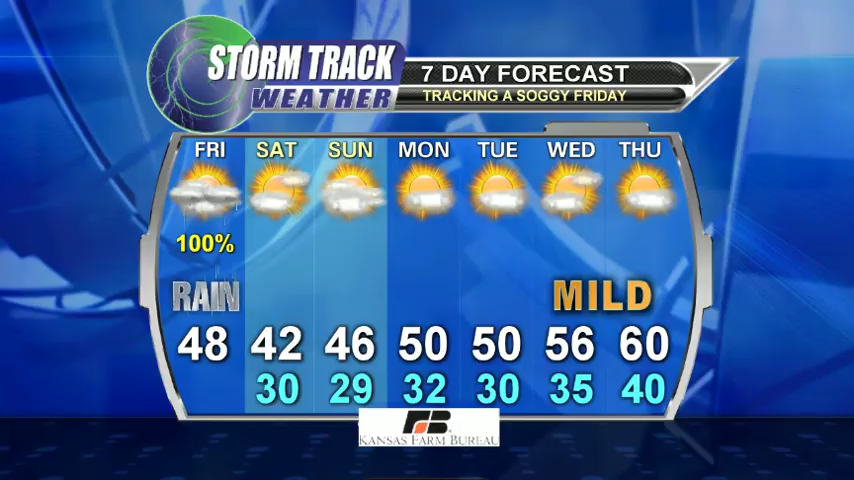 STORM TRACK
WEATHER
7 DAY FORECAST
TRACKING A SOGGY FRIDAY
FRI SAT SUN MON TUE WED THU
100%
RAIN MILD
48 42 46 50 50 56 60
30 29 32 30 35 40
FB
KANSAS FARM BUREAU